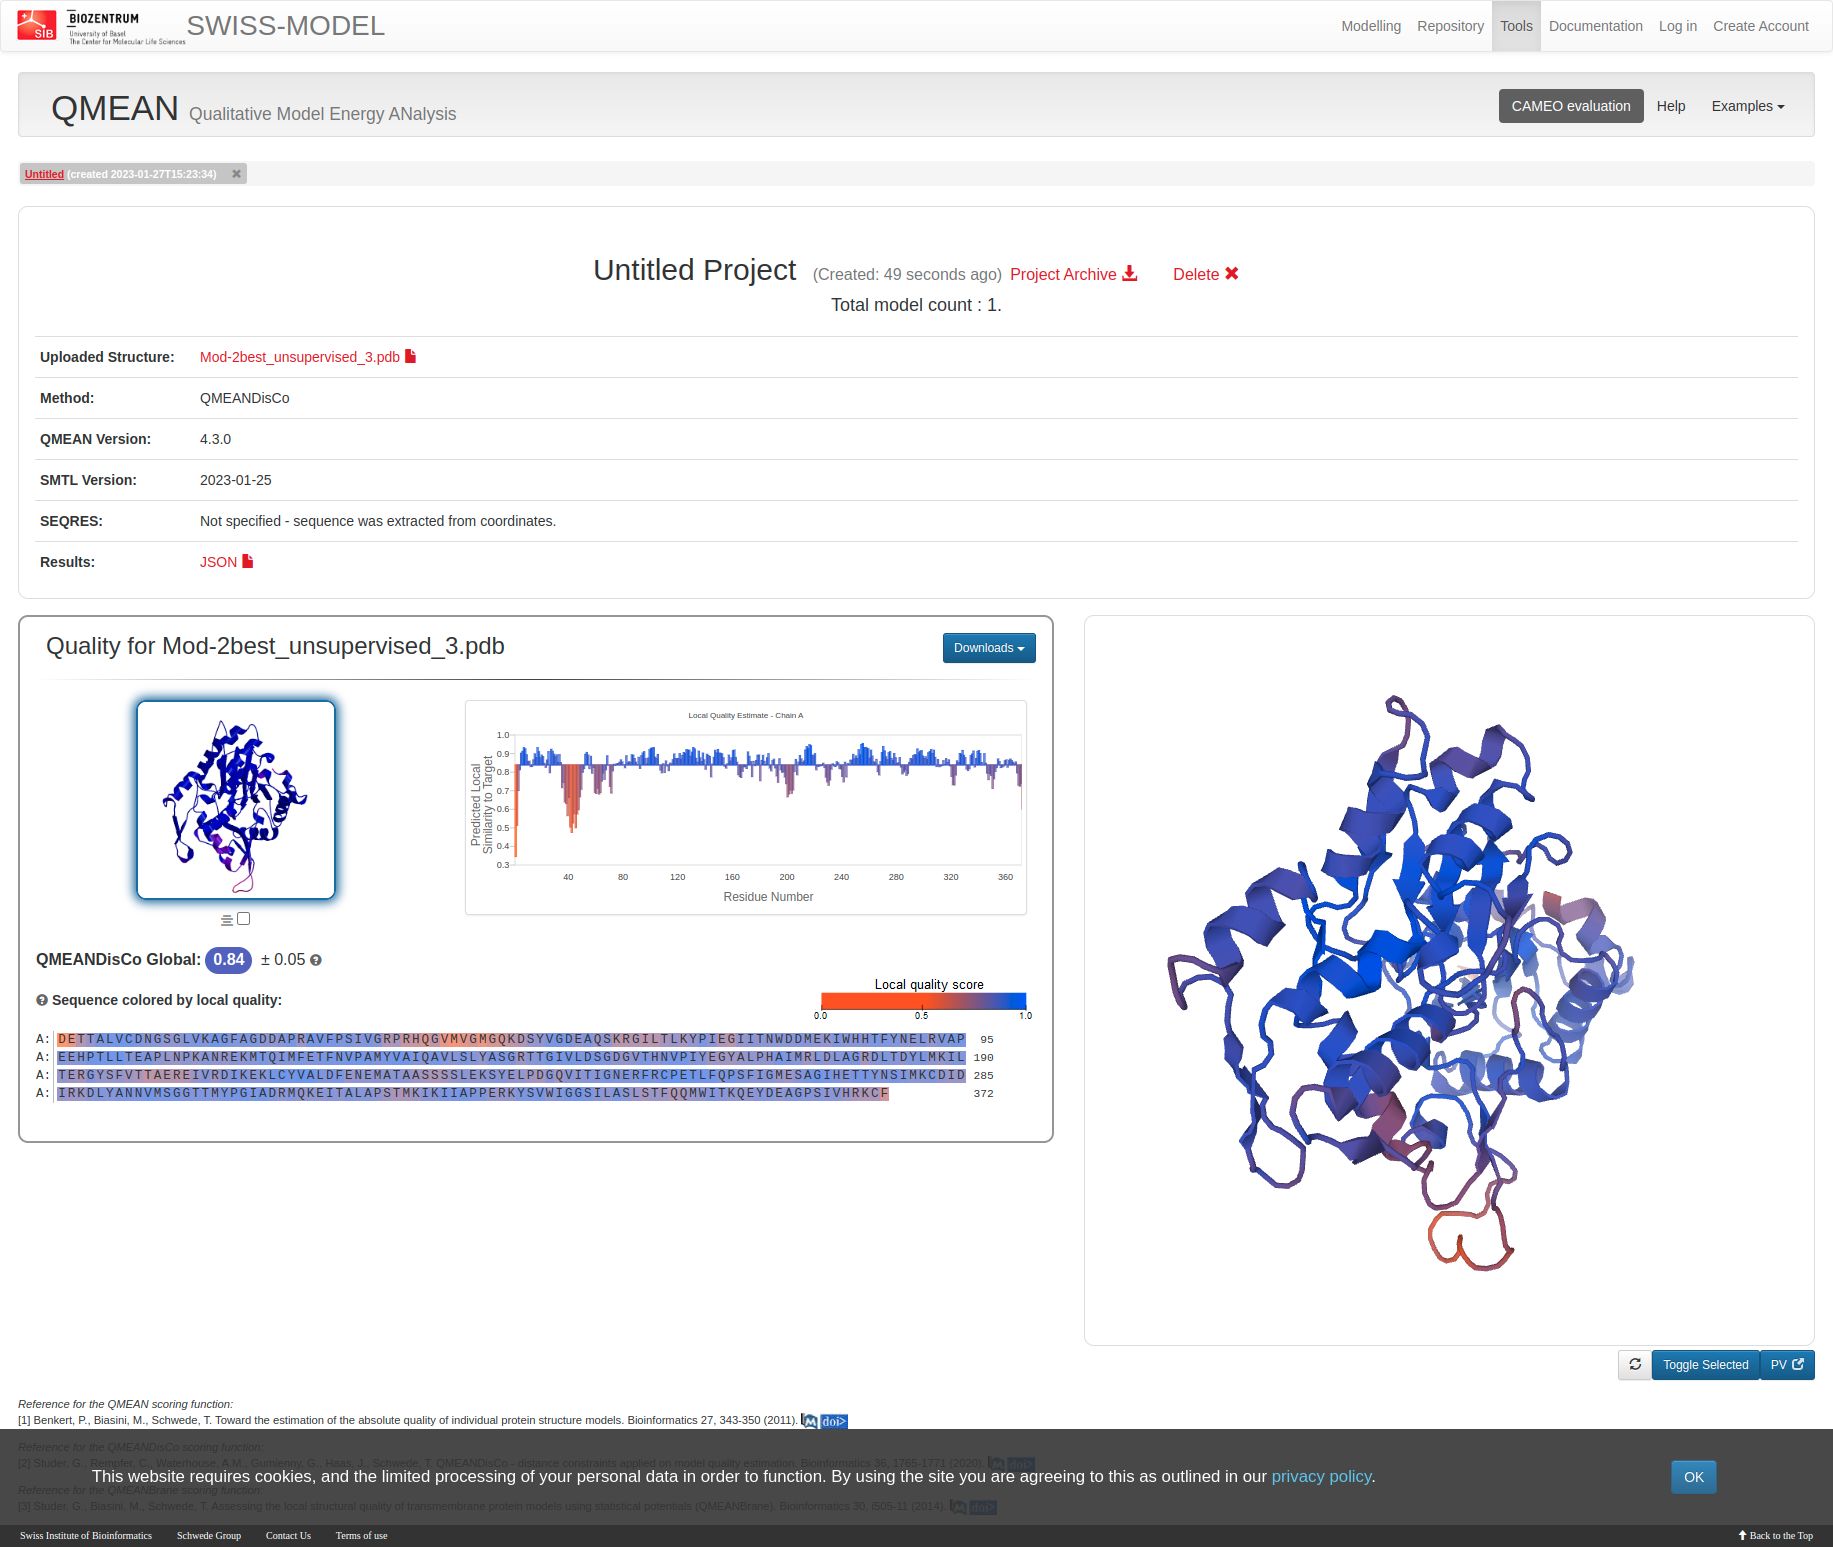 SIB
BIOZENTRUM
University of Basel
The Center for Molecular Life Sciences
SWISS-MODEL
Modelling Repository Tools Documentation Log in Create Account
QMEAN Qualitative Model Energy ANalysis
CAMEO evaluation Help Examples
Untitled (created 2023-01-27T15:23:34)
Untitled Project (Created: 49 seconds ago) Project Archive Delete
Total model count : 1.
Uploaded Structure: Mod-2best_unsupervised_3.pdb
Method: QMEANDisCo
QMEAN Version: 4.3.0
SMTL Version: 2023-01-25
SEQRES: Not specified - sequence was extracted from coordinates.
Results: JSON
Quality for Mod-2best_unsupervised_3.pdb
Downloads
Local Quality Estimate - Chain A
Predicted Local
Similarity to Target
1.0
0.9
0.8
0.7
0.6
0.5
0.4
0.3
40 80 120 160 200 240 280 320 360
Residue Number
QMEANDisCo Global: 0.84 ± 0.05
Sequence colored by local quality:
Local quality score
0.0 0.5 1.0
A: DETTALVCDNGSGLVKAGFAGDDAPRAVFPSIVGRPRHQGVMVGMGQKDSYVGDEAQSKRGILTLKYPIEGIITNWDDMEKIWHHTFYNELRVAP 95
A: EEHPTLLTEAPLNPKANREKMTQIMFETFNVPAMYVAIQAVLSLYASGRTTGIVLDSGDGVTHNVPIYEGYALPHAIMRLDLAGRDLTDYLMKIL 190
A: TERGYSFVTTAEREIVRDIKEKLCYVALDFENEMATAASSSSLEKSYELPDGQVITIGNERFRCPETLFQPSFIGMESAGIHETTYNSIMKCDID 285
A: IRKDLYANNVMSGGTTMYPGIADRMQKEITALAPSTMKIKIIAPPERKYSVWIGGSILASLSTFQQMWITKQEYDEAGPSIVHRKCF 372
Toggle Selected PV
Reference for the QMEAN scoring function:
[1] Benkert, P., Biasini, M., Schwede, T. Toward the estimation of the absolute quality of individual protein structure models. Bioinformatics 27, 343-350 (2011). doi>
Reference for the QMEANDisCo scoring function:
[2] Studer, G., Rempfer, C., Waterhouse, A.M., Gumienny, G., Haas, J., Schwede, T. QMEANDisCo - distance constraints applied on model quality estimation. Bioinformatics 36, 1765-1771 (2020). doi>
This website requires cookies, and the limited processing of your personal data in order to function. By using the site you are agreeing to this as outlined in our privacy policy.
OK
Reference for the QMEANBrane scoring function:
[3] Studer, G., Biasini, M., Schwede, T. Assessing the local structural quality of transmembrane protein models using statistical potentials (QMEANBrane). Bioinformatics 30, i505-11 (2014). doi>
Swiss Institute of Bioinformatics Schwede Group Contact Us Terms of use Back to the Top